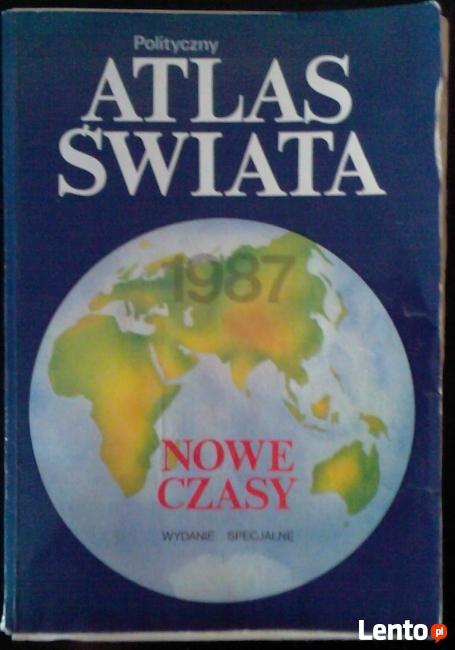 Polityczny
ATLAS
ŚWIATA
1987
NOWE
CZASY
WYDANIE SPECJALNE
Lento pl